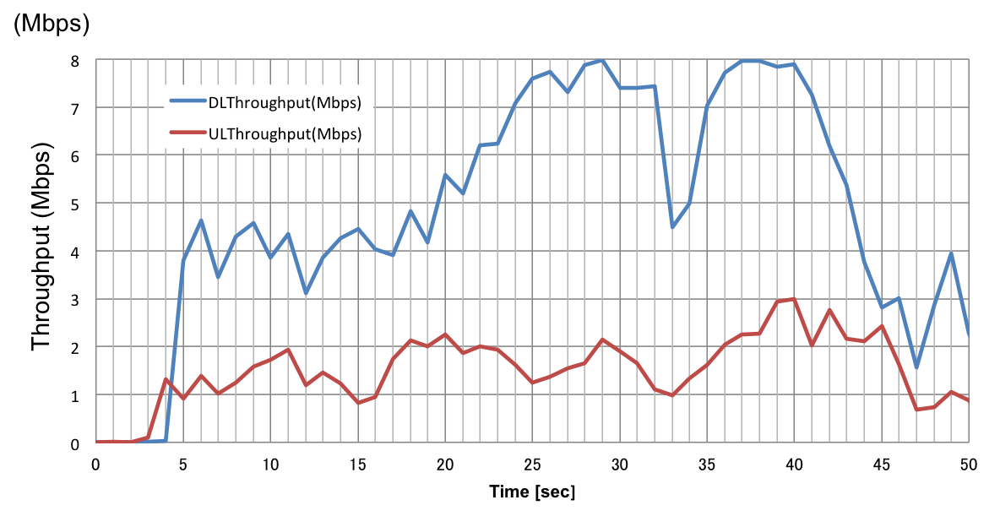 (Mbps)
8
DLThroughput(Mbps)
7
ULThroughput(Mbps)
6
5
4
3
2
1
0
Throughput (Mbps)
0 5 10 15 20 25 30 35 40 45 50
Time [sec]